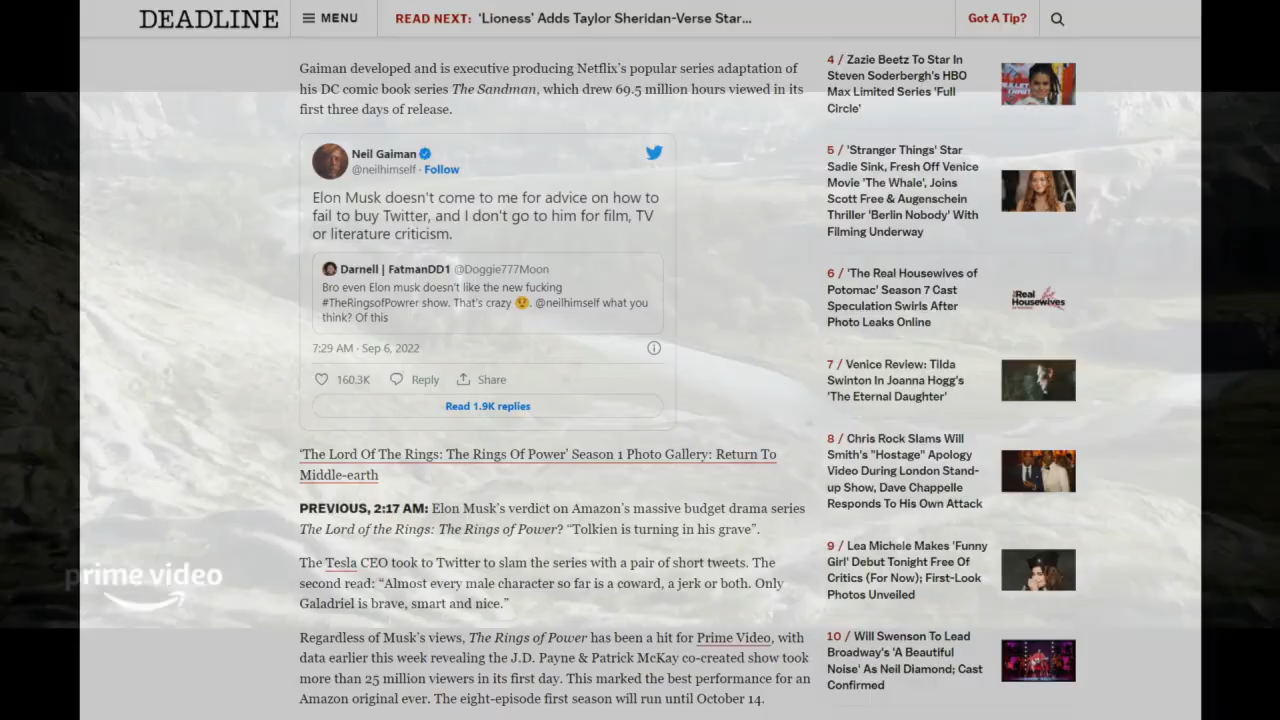 DEADLINE
MENU
READ NEXT: 'Lioness' Adds Taylor Sheridan-Verse Star...
Got A Tip?
Gaiman developed and is executive producing Netflix's popular series adaptation of
his DC comic book series The Sandman, which drew 69.5 million hours viewed in its
first three days of release.
Neil Gaiman
@neilhimself · Follow
Elon Musk doesn't come to me for advice on how to
fail to buy Twitter, and I don't go to him for film, TV
or literature criticism.
Darnell | FatmanDD1 @Doggie777Moon
Bro even Elon musk doesn't like the new fucking
#TheRingsofPowrer show. That's crazy 🤨. @neilhimself what you
think? Of this
7:29 AM · Sep 6, 2022
160.3K Reply Share
Read 1.9K replies
'The Lord Of The Rings: The Rings Of Power' Season 1 Photo Gallery: Return To
Middle-earth
PREVIOUS, 2:17 AM: Elon Musk's verdict on Amazon's massive budget drama series
The Lord of the Rings: The Rings of Power? "Tolkien is turning in his grave".
The Tesla CEO took to Twitter to slam the series with a pair of short tweets. The
second read: "Almost every male character so far is a coward, a jerk or both. Only
Galadriel is brave, smart and nice."
Regardless of Musk's views, The Rings of Power has been a hit for Prime Video, with
data earlier this week revealing the J.D. Payne & Patrick McKay co-created show took
more than 25 million viewers in its first day. This marked the best performance for an
Amazon original ever. The eight-episode first season will run until October 14.
4 / Zazie Beetz To Star In
Steven Soderbergh's HBO
Max Limited Series 'Full
Circle'
5 / 'Stranger Things' Star
Sadie Sink, Fresh Off Venice
Movie 'The Whale', Joins
Scott Free & Augenschein
Thriller 'Berlin Nobody' With
Filming Underway
6 / 'The Real Housewives of
Potomac' Season 7 Cast
Speculation Swirls After
Photo Leaks Online
Real
Housewives
7 / Venice Review: Tilda
Swinton In Joanna Hogg's
'The Eternal Daughter'
8 / Chris Rock Slams Will
Smith's "Hostage" Apology
Video During London Stand-
up Show, Dave Chappelle
Responds To His Own Attack
9 / Lea Michele Makes 'Funny
Girl' Debut Tonight Free Of
Critics (For Now); First-Look
Photos Unveiled
10 / Will Swenson To Lead
Broadway's 'A Beautiful
Noise' As Neil Diamond; Cast
Confirmed
prime video